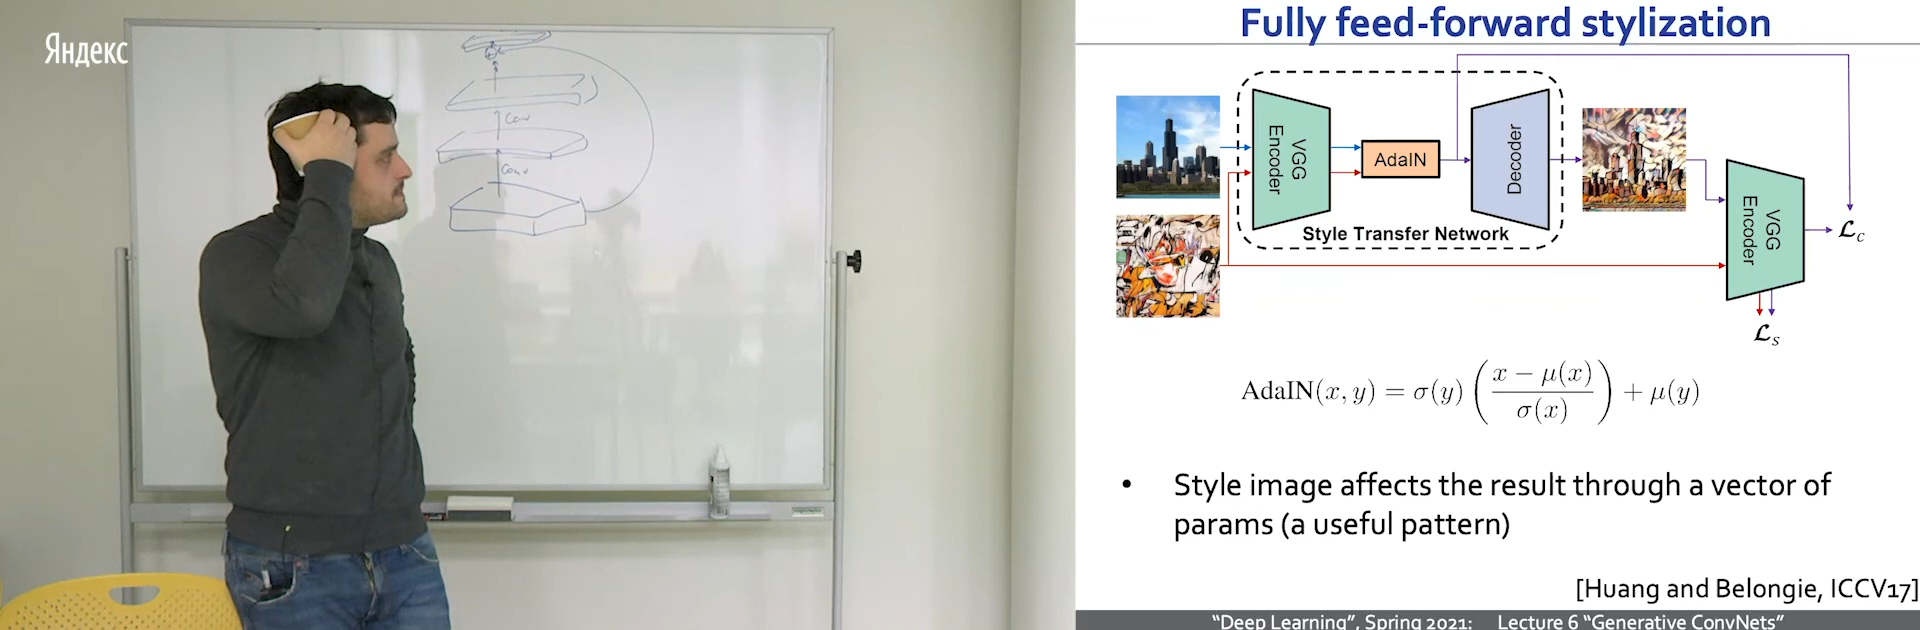 Яндекс
Conv
Conv
Fully feed-forward stylization
VGG
Encoder
AdaIN
Decoder
Style Transfer Network
VGG
Encoder
ℒc
ℒs
AdaIN(x, y) = σ(y) ( (x − μ(x)) / σ(x) ) + μ(y)
• Style image affects the result through a vector of
params (a useful pattern)
[Huang and Belongie, ICCV17]
“Deep Learning”, Spring 2021: Lecture 6 “Generative ConvNets”